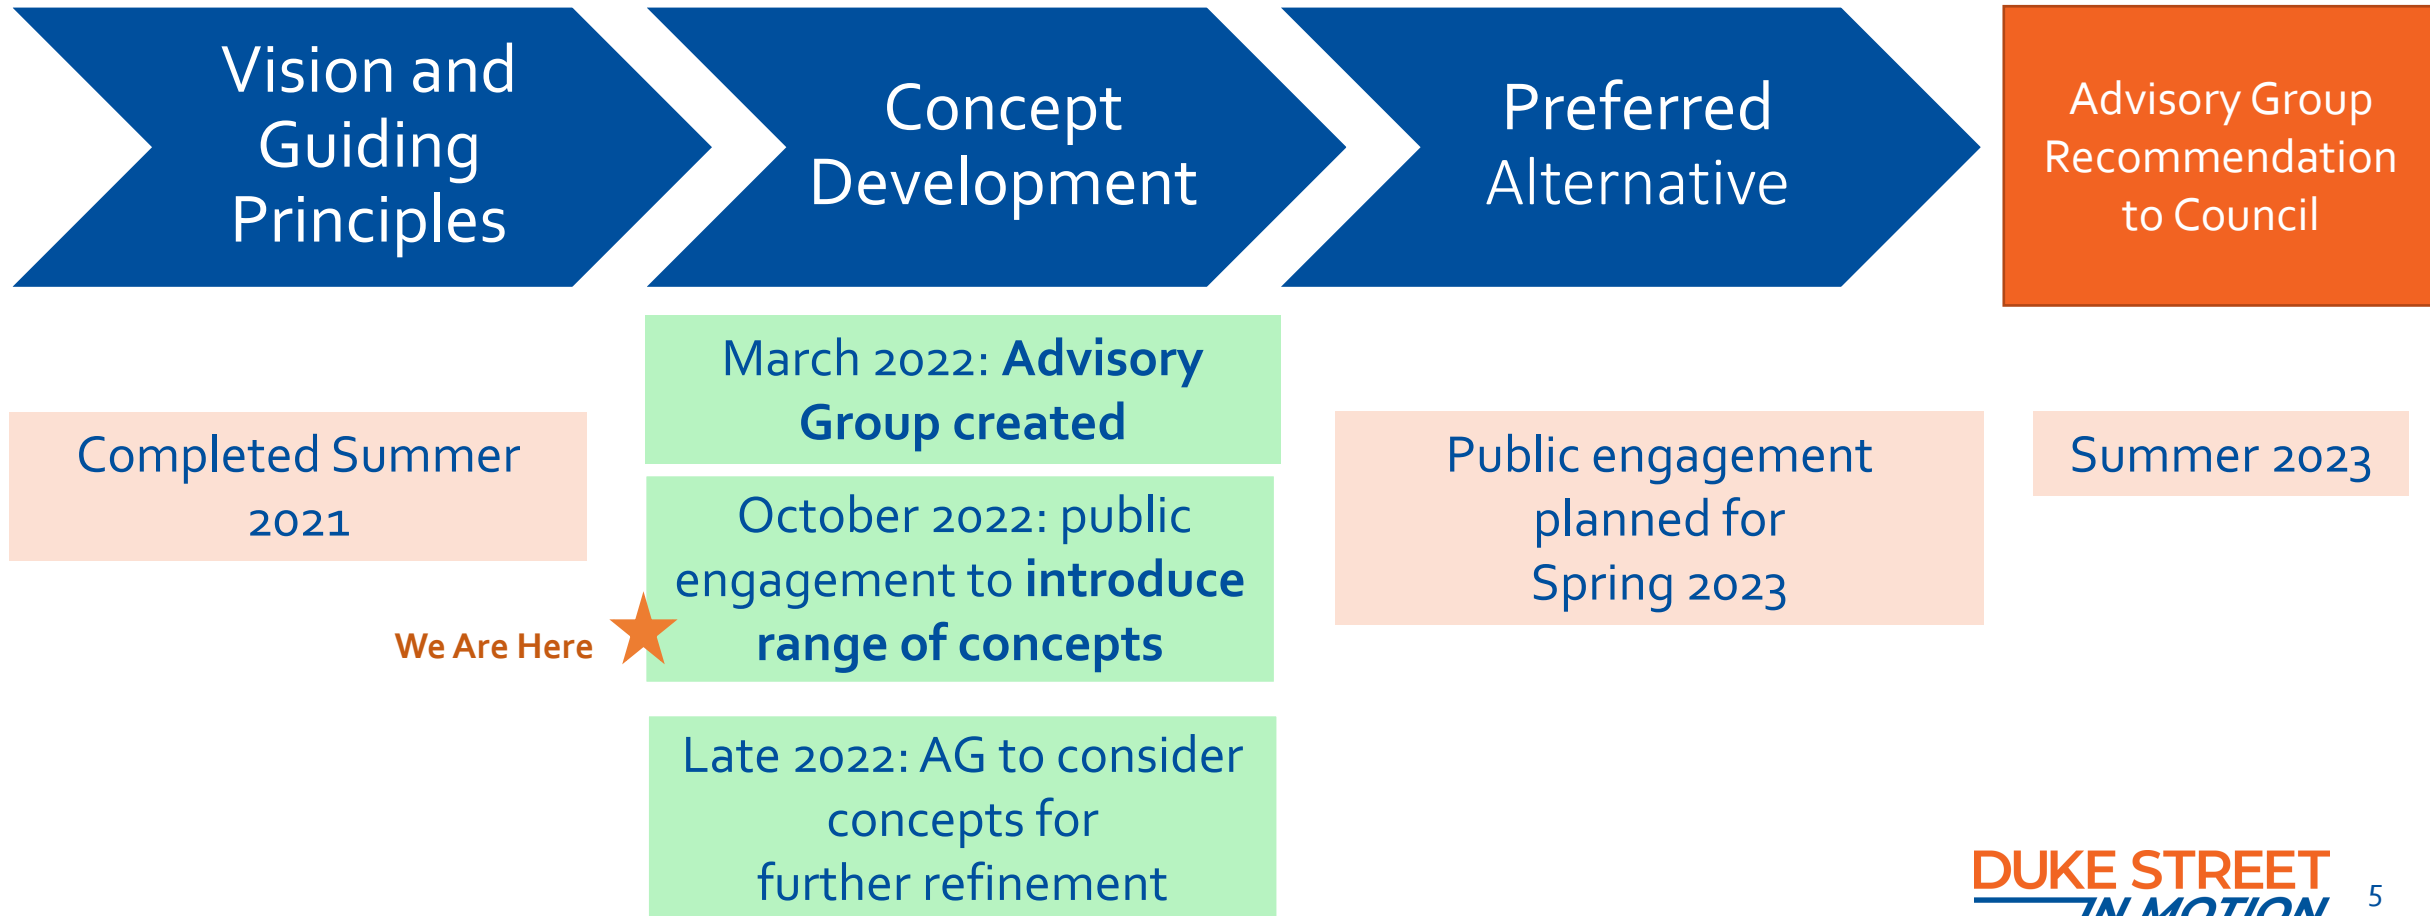 Vision and
Guiding
Principles
Concept
Development
Preferred
Alternative
Advisory Group
Recommendation
to Council
Completed Summer
2021
March 2022: Advisory
Group created
October 2022: public
engagement to introduce
range of concepts
We Are Here
Late 2022: AG to consider
concepts for
further refinement
Public engagement
planned for
Spring 2023
Summer 2023
DUKE STREET
IN MOTION
5